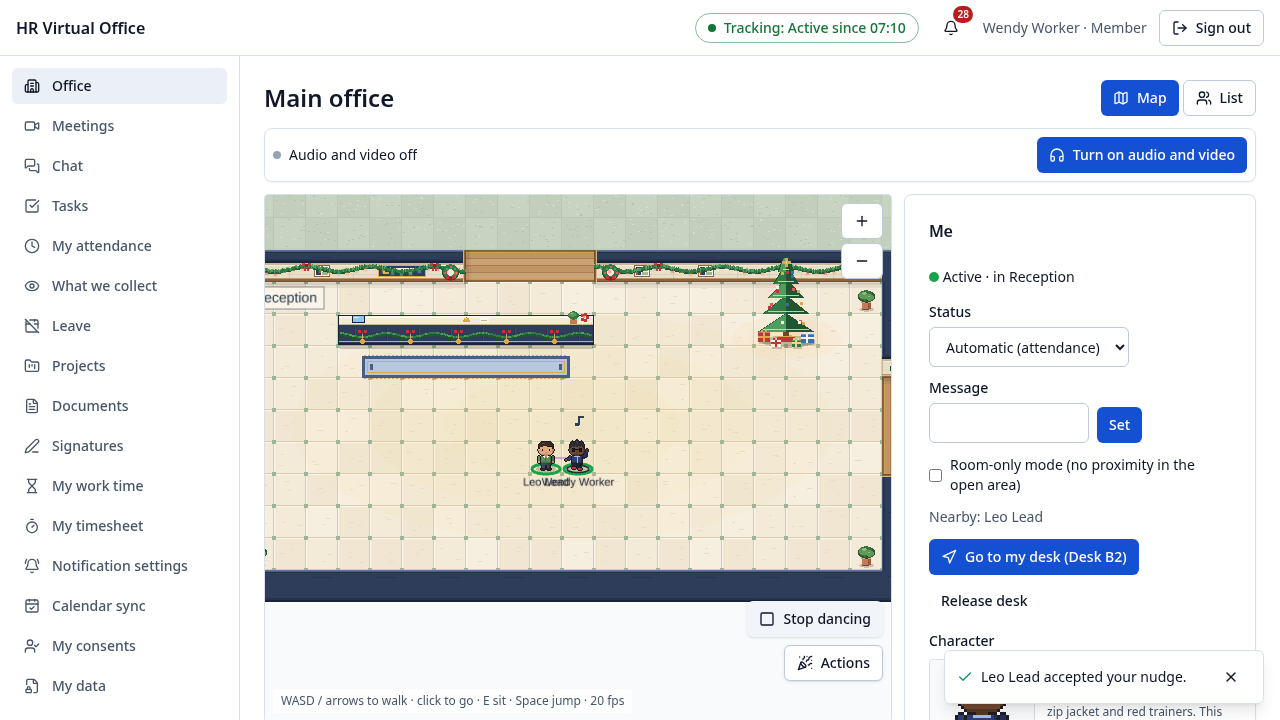 HR Virtual Office
Tracking: Active since 07:10
28
Wendy Worker · Member
Sign out
Office
Meetings
Chat
Tasks
My attendance
What we collect
Leave
Projects
Documents
Signatures
My work time
My timesheet
Notification settings
Calendar sync
My consents
My data
Main office
Map
List
Audio and video off
Turn on audio and video
+
−
eception
Leo Lead
Wendy Worker
Stop dancing
Actions
WASD / arrows to walk · click to go · E sit · Space jump · 20 fps
Me
Active · in Reception
Status
Automatic (attendance)
Message
Set
Room-only mode (no proximity in the
open area)
Nearby: Leo Lead
Go to my desk (Desk B2)
Release desk
Character
Leo Lead accepted your nudge.
zip jacket and red trainers. This